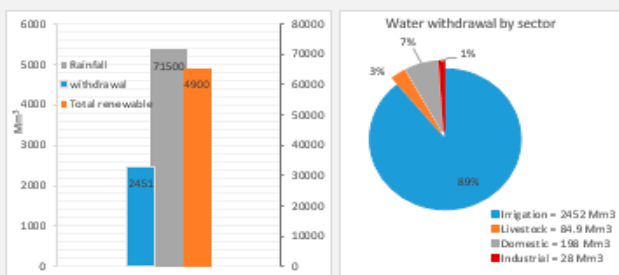 6000
5000
4000
3000
2000
1000
0
Mm³
Rainfall
withdrawal
Total renewable
2451
71500
4900
80000
70000
60000
50000
40000
30000
20000
10000
0
Water withdrawal by sector
7%
1%
3%
89%
Irrigation = 2452 Mm3
Livestock = 84.9 Mm3
Domestic = 198 Mm3
Industrial = 28 Mm3